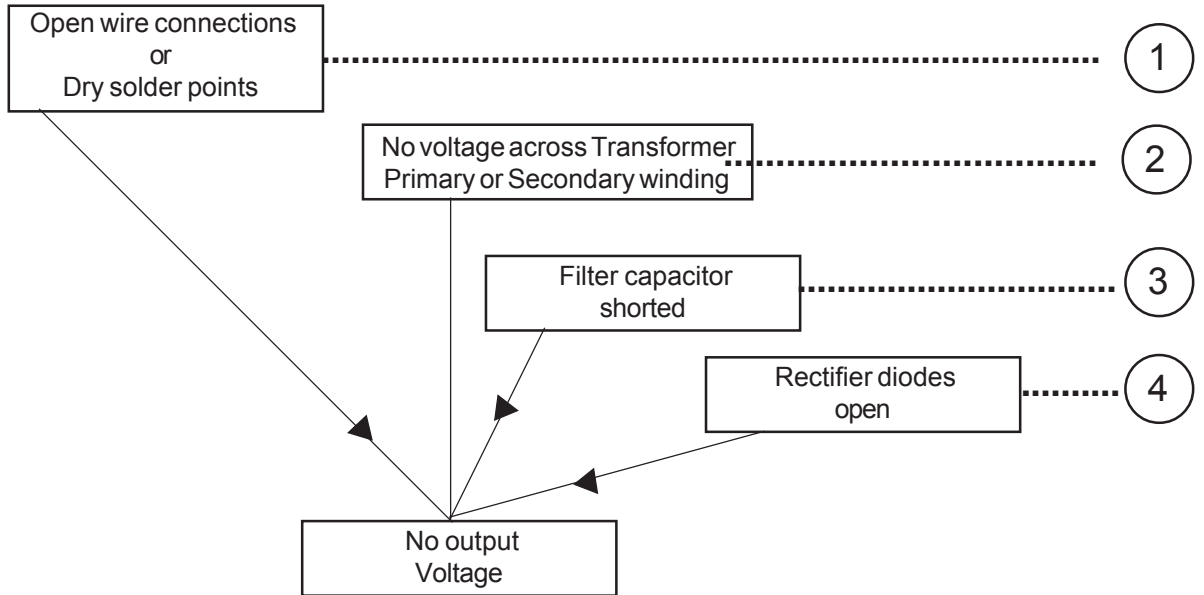 Open wire connections
or
Dry solder points
1
No voltage across Transformer
Primary or Secondary winding
2
Filter capacitor
shorted
3
Rectifier diodes
open
4
No output
Voltage